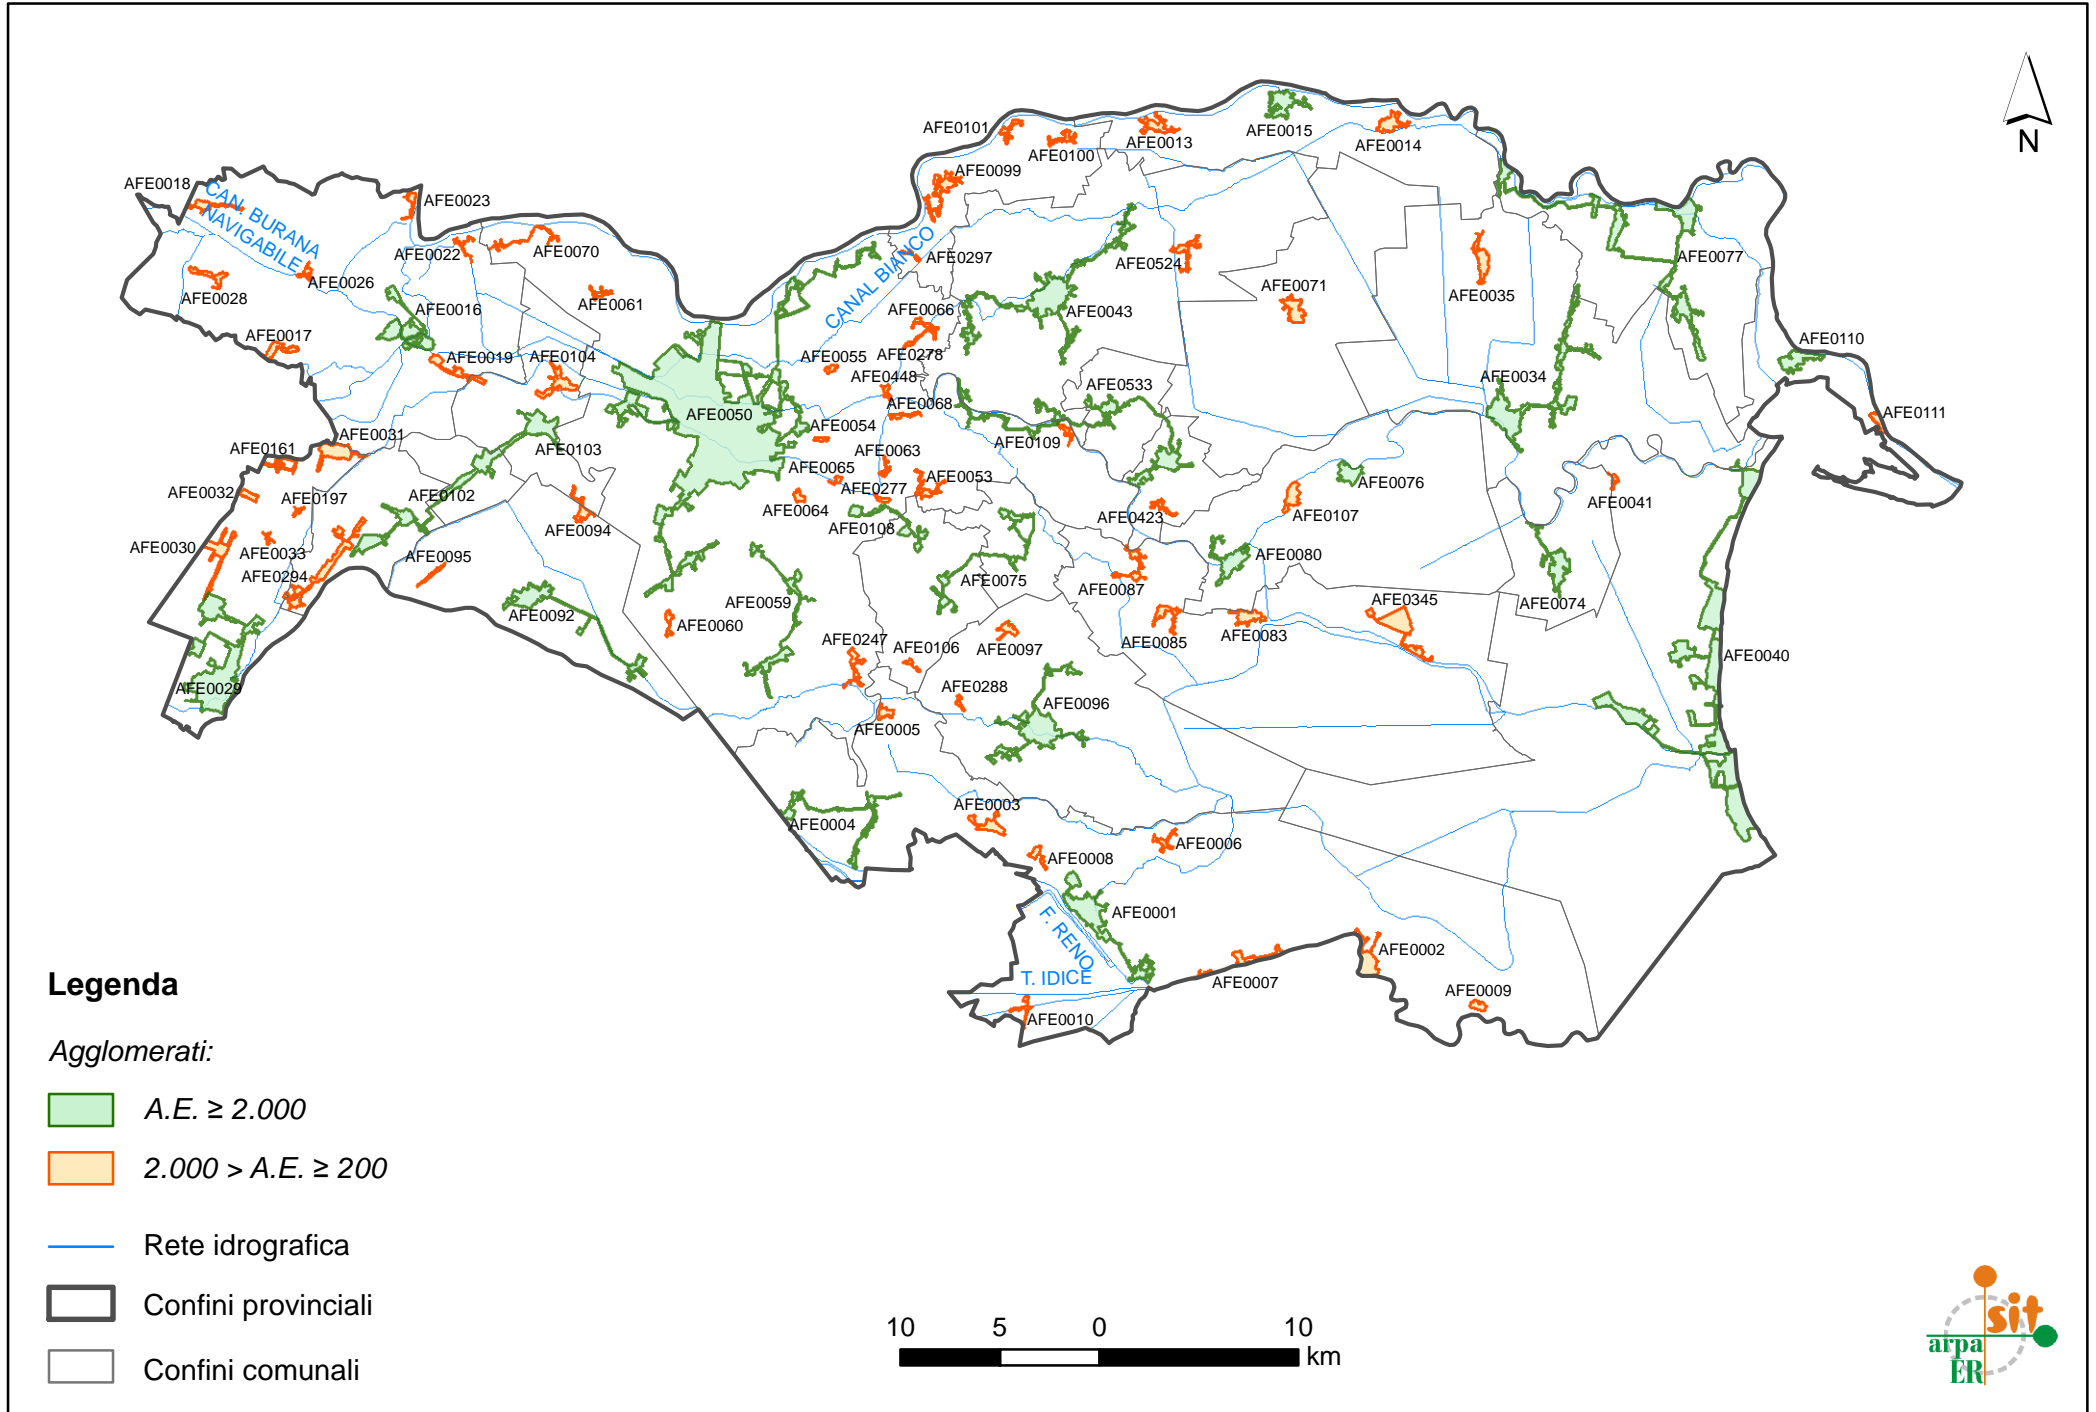 N
AFE0015
AFE0101
AFE0100
AFE0013
AFE0014
AFE0099
AFE0018
CAN. BURANA
NAVIGABILE
AFE0023
AFE0022
AFE0070
AFE0297
AFE0524
AFE0077
AFE0028
AFE0026
AFE0061
CANAL BIANCO
AFE0071
AFE0035
AFE0016
AFE0066
AFE0043
AFE0017
AFE0019
AFE0104
AFE0055
AFE0278
AFE0110
AFE0448
AFE0533
AFE0034
AFE0050
AFE0068
AFE0111
AFE0054
AFE0109
AFE0161
AFE0031
AFE0103
AFE0063
AFE0065
AFE0053
AFE0076
AFE0032
AFE0197
AFE0102
AFE0277
AFE0041
AFE0064
AFE0094
AFE0108
AFE0423
AFE0107
AFE0030
AFE0033
AFE0095
AFE0080
AFE0294
AFE0075
AFE0087
AFE0092
AFE0059
AFE0345
AFE0074
AFE0060
AFE0247
AFE0106
AFE0097
AFE0085
AFE0083
AFE0040
AFE0029
AFE0288
AFE0096
AFE0005
AFE0003
AFE0004
AFE0006
AFE0008
AFE0001
F. RENO
AFE0002
T. IDICE
AFE0007
AFE0009
AFE0010
Legenda
Agglomerati:
A.E. ≥ 2.000
2.000 > A.E. ≥ 200
Rete idrografica
Confini provinciali
Confini comunali
10 5 0 10
km
sit
arpa
ER